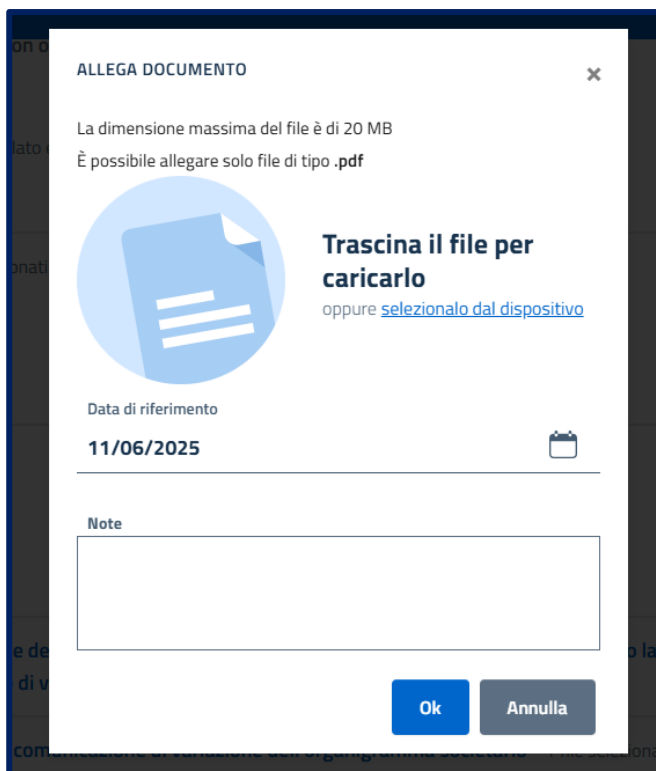 ALLEGA DOCUMENTO
×
La dimensione massima del file è di 20 MB
È possibile allegare solo file di tipo .pdf
Trascina il file per
caricarlo
oppure selezionalo dal dispositivo
Data di riferimento
11/06/2025
Note
Ok
Annulla
di
dell'organigramma societario